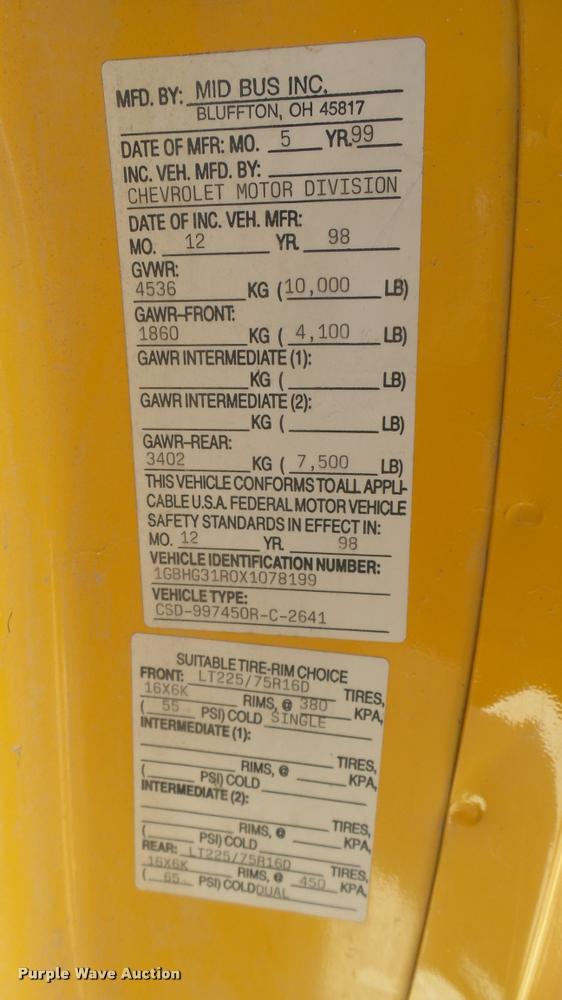 MFD. BY: MID BUS INC.
BLUFFTON, OH 45817
DATE OF MFR: MO. 5 YR. 99
INC. VEH. MFD. BY:
CHEVROLET MOTOR DIVISION
DATE OF INC. VEH. MFR:
MO. 12 YR. 98
GVWR:
4536 KG (10,000 LB)
GAWR-FRONT:
1860 KG ( 4,100 LB)
GAWR INTERMEDIATE (1):
KG ( LB)
GAWR INTERMEDIATE (2):
KG ( LB)
GAWR-REAR:
3402 KG ( 7,500 LB)
THIS VEHICLE CONFORMS TO ALL APPLI-
CABLE U.S.A. FEDERAL MOTOR VEHICLE
SAFETY STANDARDS IN EFFECT IN:
MO. 12 YR. 98
VEHICLE IDENTIFICATION NUMBER:
1GBHG31R0X1078199
VEHICLE TYPE:
CSD-997450R-C-2641
SUITABLE TIRE-RIM CHOICE
FRONT: LT225/75R16D TIRES,
16X6K RIMS, @ 380 KPA,
( 55 PSI) COLD SINGLE
INTERMEDIATE (1):
TIRES,
RIMS, @ KPA,
( PSI) COLD
INTERMEDIATE (2):
TIRES,
RIMS, @ KPA,
( PSI) COLD
REAR: LT225/75R16D TIRES,
16X6K RIMS, @ 450 KPA,
( 65 PSI) COLD DUAL
Purple Wave Auction